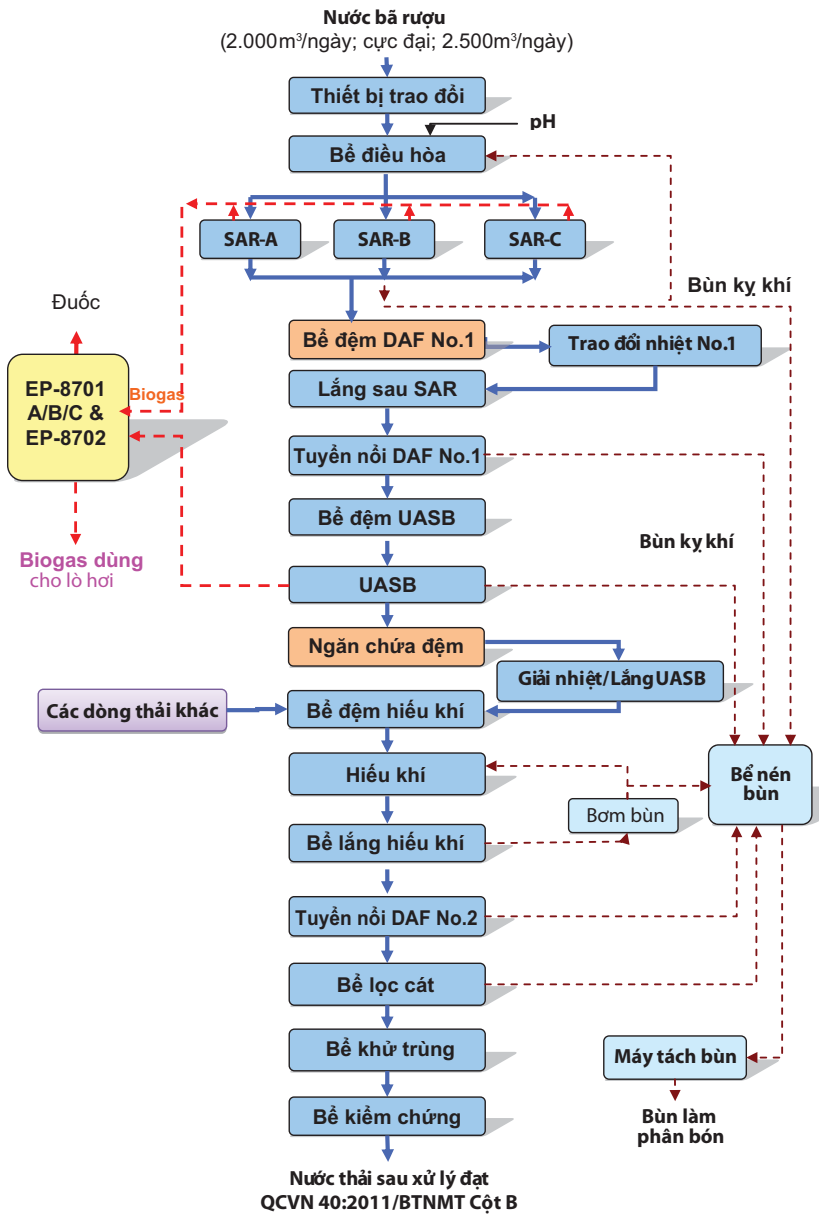 Nước bã rượu
(2.000m³/ngày; cực đại; 2.500m³/ngày)
Thiết bị trao đổi
pH
Bể điều hòa
SAR-A
SAR-B
SAR-C
Bùn kỵ khí
Đuốc
Bể đệm DAF No.1
Trao đổi nhiệt No.1
EP-8701
A/B/C &
EP-8702
Biogas
Lắng sau SAR
Tuyển nổi DAF No.1
Bể đệm UASB
Bùn kỵ khí
Biogas dùng
cho lò hơi
UASB
Ngăn chứa đệm
Giải nhiệt/Lắng UASB
Các dòng thải khác
Bể đệm hiếu khí
Hiếu khí
Bể nén
bùn
Bơm bùn
Bể lắng hiếu khí
Tuyển nổi DAF No.2
Bể lọc cát
Bể khử trùng
Máy tách bùn
Bể kiểm chứng
Bùn làm
phân bón
Nước thải sau xử lý đạt
QCVN 40:2011/BTNMT Cột B